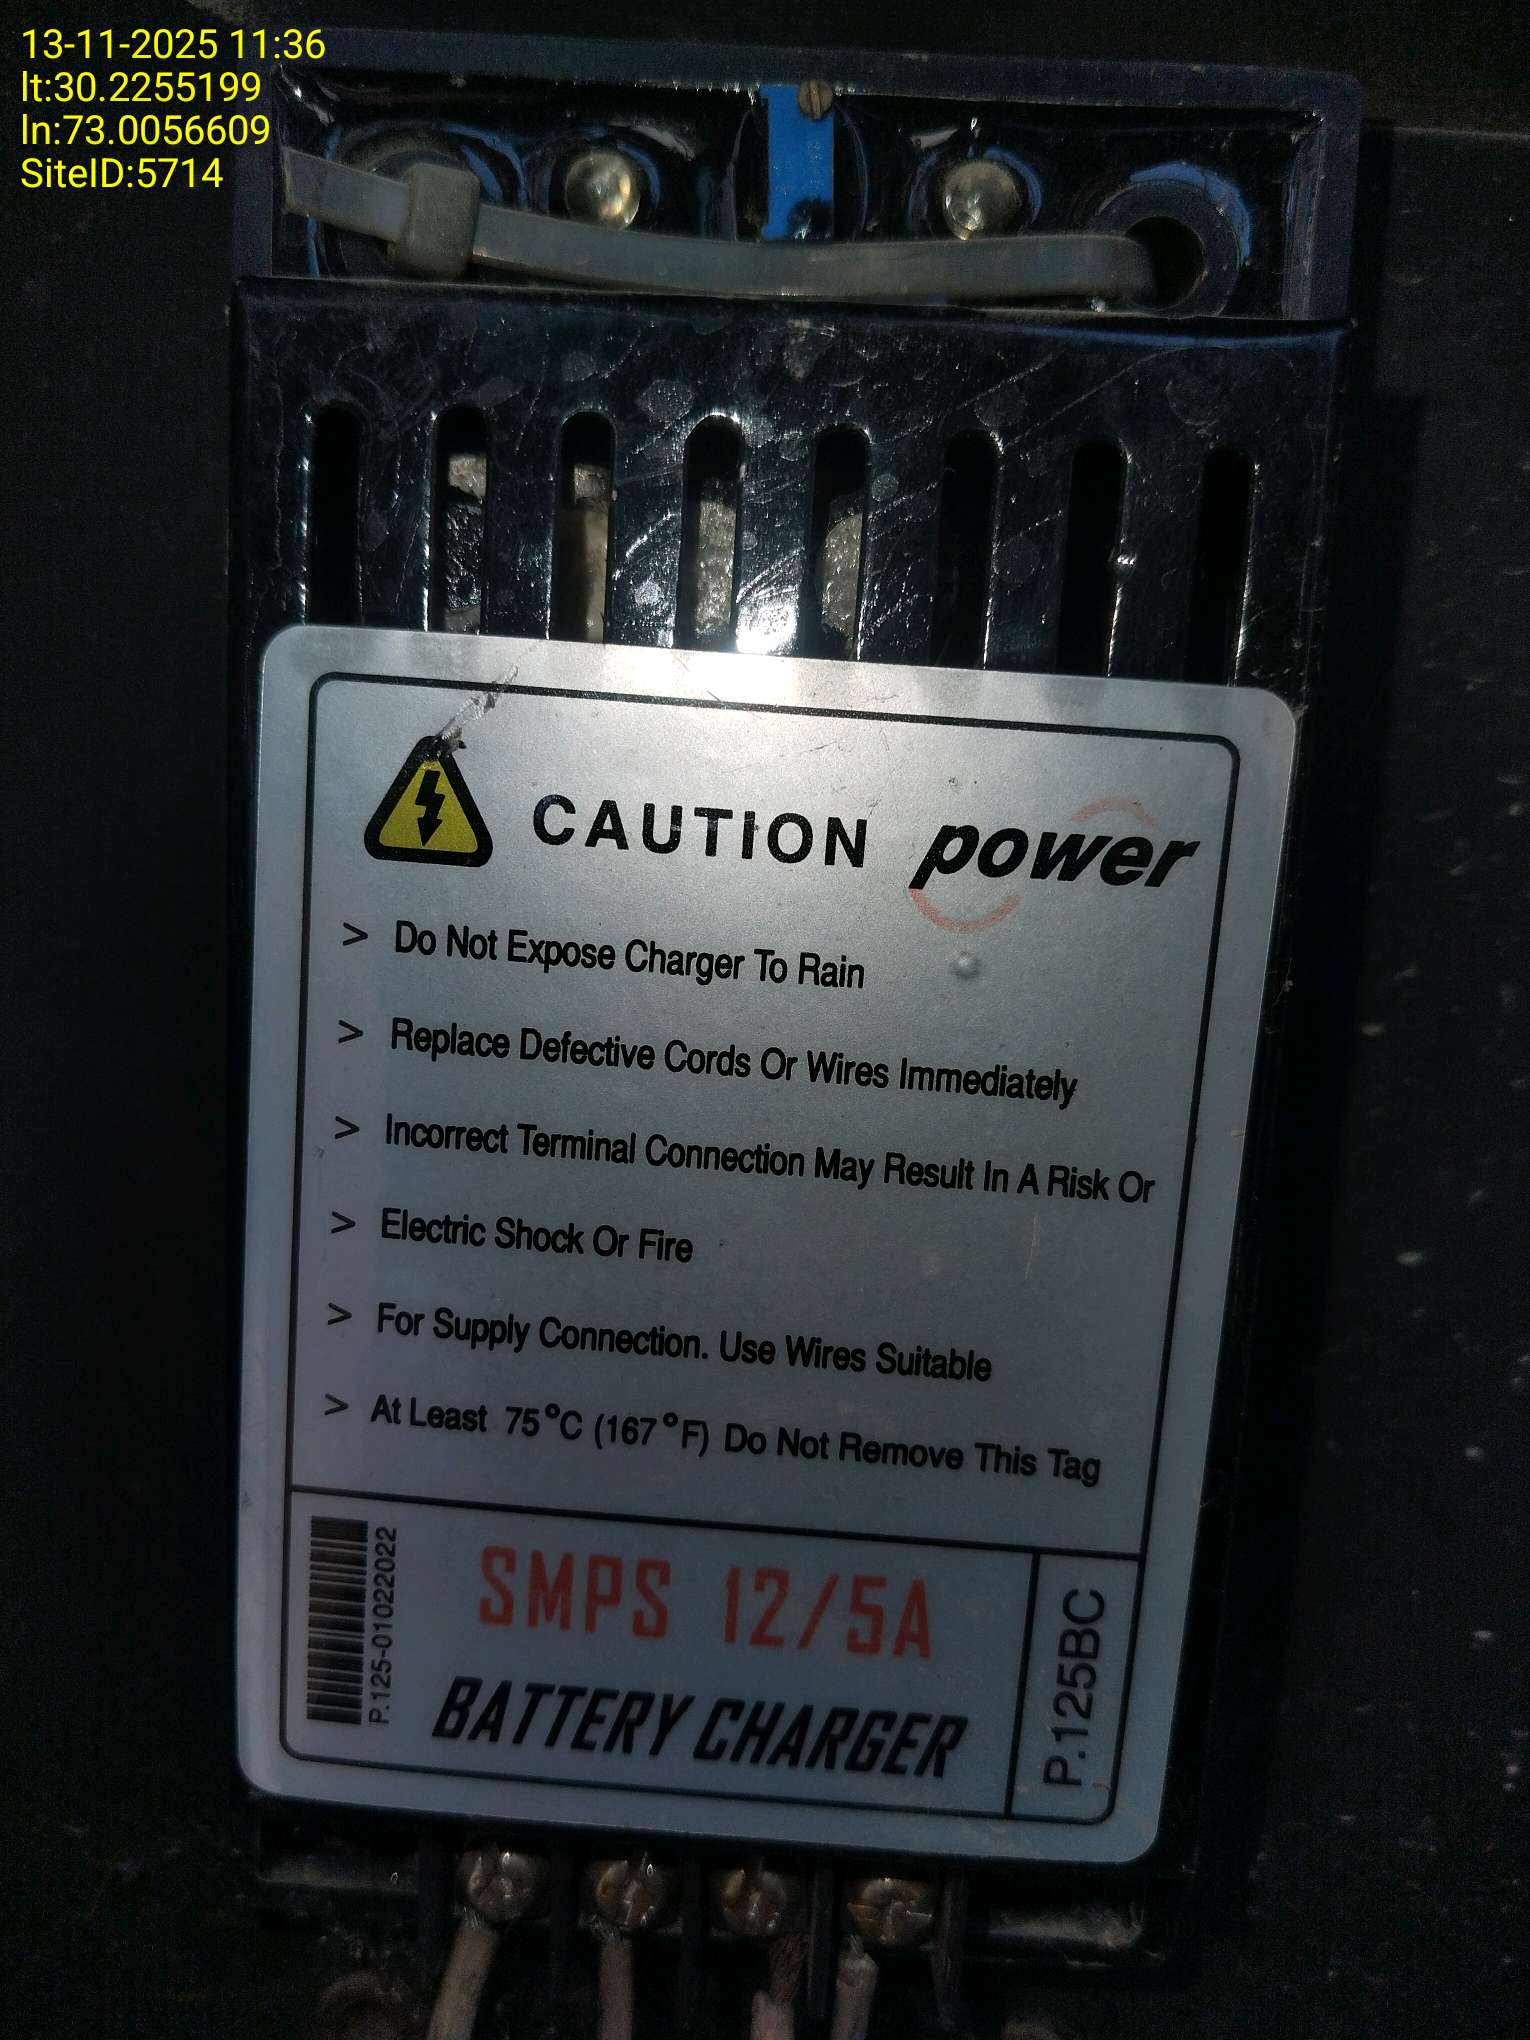 13-11-2025 11:36
lt:30.2255199
ln:73.0056609
SiteID:5714
CAUTION power
> Do Not Expose Charger To Rain
> Replace Defective Cords Or Wires Immediately
> Incorrect Terminal Connection May Result In A Risk Or
> Electric Shock Or Fire
> For Supply Connection. Use Wires Suitable
> At Least 75°C (167°F) Do Not Remove This Tag
P.125-01022022
SMPS 12/5A
BATTERY CHARGER
P.125BC